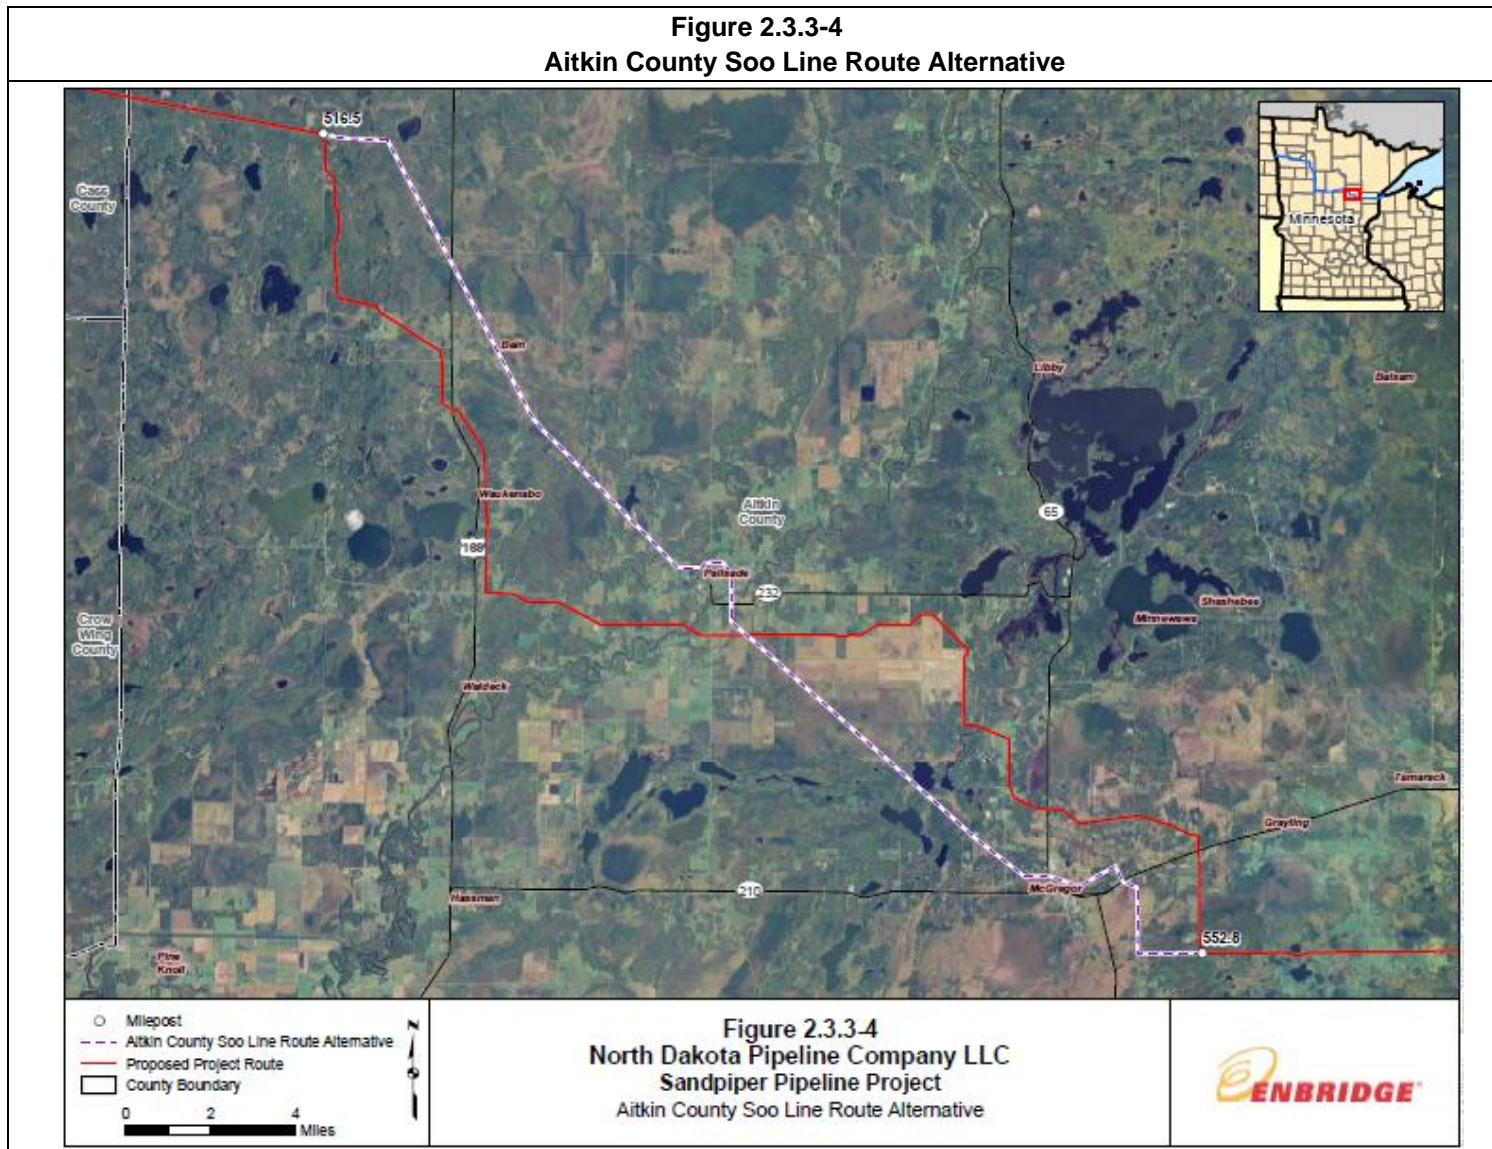 Figure 2.3.3-4
Aitkin County Soo Line Route Alternative
516.5
Cass
County
Minnesota
Bain
Libby
Balsam
Waukenabo
Aitkin
County
65
169
Palisade
232
Shashabee
Minnewawa
Crow
Wing
County
Waldeck
Tamarack
Grayling
McGregor
210
Hassman
552.8
Pine
Knoll
Milepost
Aitkin County Soo Line Route Alternative
Proposed Project Route
County Boundary
0 2 4
Miles
N
Figure 2.3.3-4
North Dakota Pipeline Company LLC
Sandpiper Pipeline Project
Aitkin County Soo Line Route Alternative
ENBRIDGE